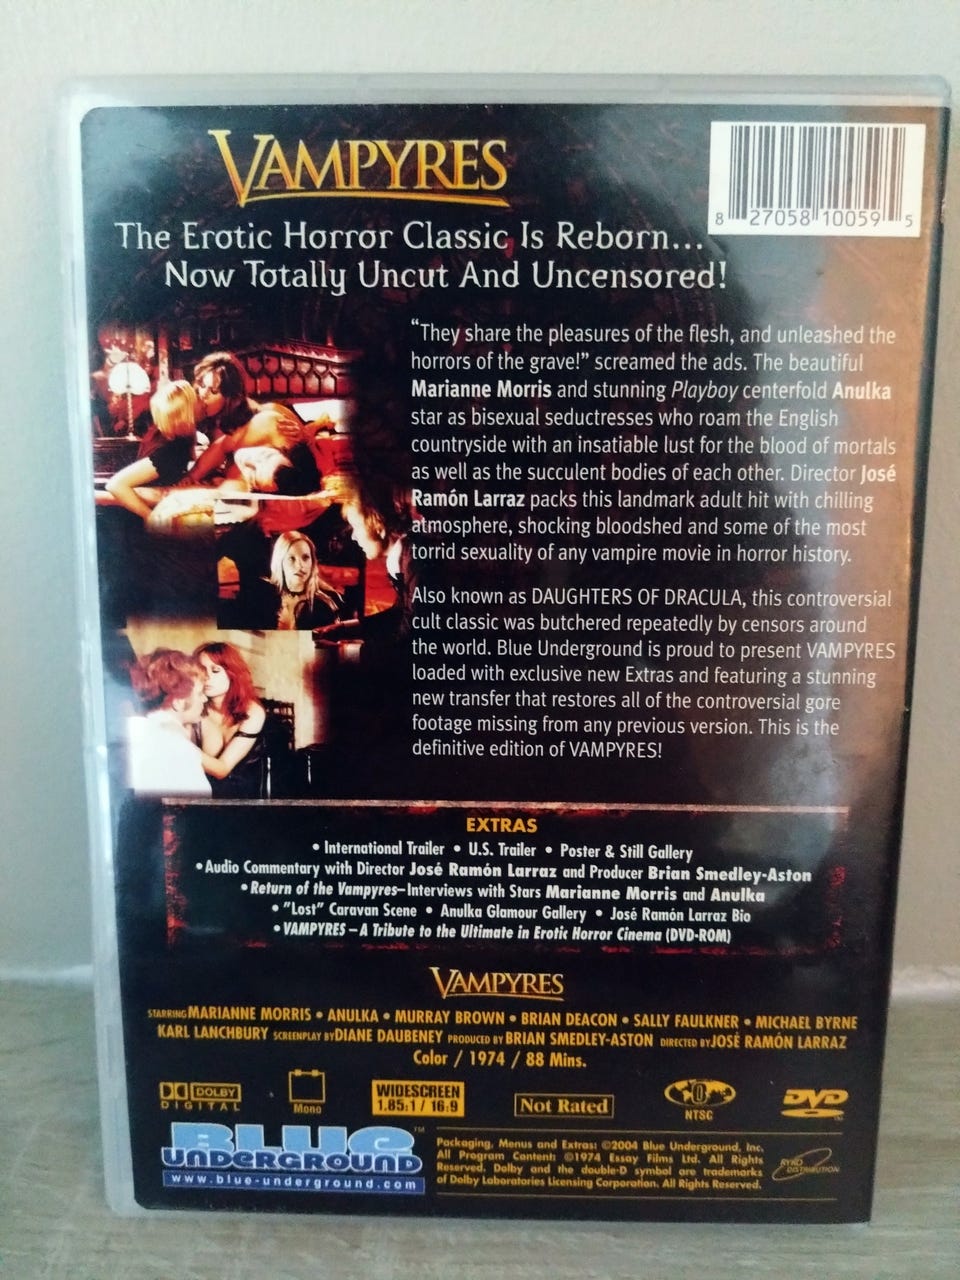 VAMPYRES
8 27058 10059 5
The Erotic Horror Classic Is Reborn...
Now Totally Uncut And Uncensored!
“They share the pleasures of the flesh, and unleashed the
horrors of the grave!” screamed the ads. The beautiful
Marianne Morris and stunning Playboy centerfold Anulka
star as bisexual seductresses who roam the English
countryside with an insatiable lust for the blood of mortals
as well as the succulent bodies of each other. Director José
Ramón Larraz packs this landmark adult hit with chilling
atmosphere, shocking bloodshed and some of the most
torrid sexuality of any vampire movie in horror history.
Also known as DAUGHTERS OF DRACULA, this controversial
cult classic was butchered repeatedly by censors around
the world. Blue Underground is proud to present VAMPYRES
loaded with exclusive new Extras and featuring a stunning
new transfer that restores all of the controversial gore
footage missing from any previous version. This is the
definitive edition of VAMPYRES!
EXTRAS
• International Trailer • U.S. Trailer • Poster & Still Gallery
• Audio Commentary with Director José Ramón Larraz and Producer Brian Smedley-Aston
• Return of the Vampyres–Interviews with Stars Marianne Morris and Anulka
• "Lost" Caravan Scene • Anulka Glamour Gallery • José Ramón Larraz Bio
• VAMPYRES – A Tribute to the Ultimate in Erotic Horror Cinema (DVD-ROM)
VAMPYRES
STARRING MARIANNE MORRIS • ANULKA • MURRAY BROWN • BRIAN DEACON • SALLY FAULKNER • MICHAEL BYRNE
KARL LANCHBURY SCREENPLAY BY DIANE DAUBENEY PRODUCED BY BRIAN SMEDLEY-ASTON DIRECTED BY JOSÉ RAMÓN LARRAZ
Color / 1974 / 88 Mins.
DOLBY
DIGITAL
Mono
WIDESCREEN
1.85:1 / 16:9
Not Rated
0
NTSC
DVD
BLUE
UNDERGROUND™
www.blue-underground.com
Packaging, Menus and Extras: ©2004 Blue Underground, Inc.
All Program Content: ©1974 Essay Films Ltd. All Rights
Reserved. Dolby and the double-D symbol are trademarks
of Dolby Laboratories Licensing Corporation. All Rights Reserved.
RYKO
DISTRIBUTION